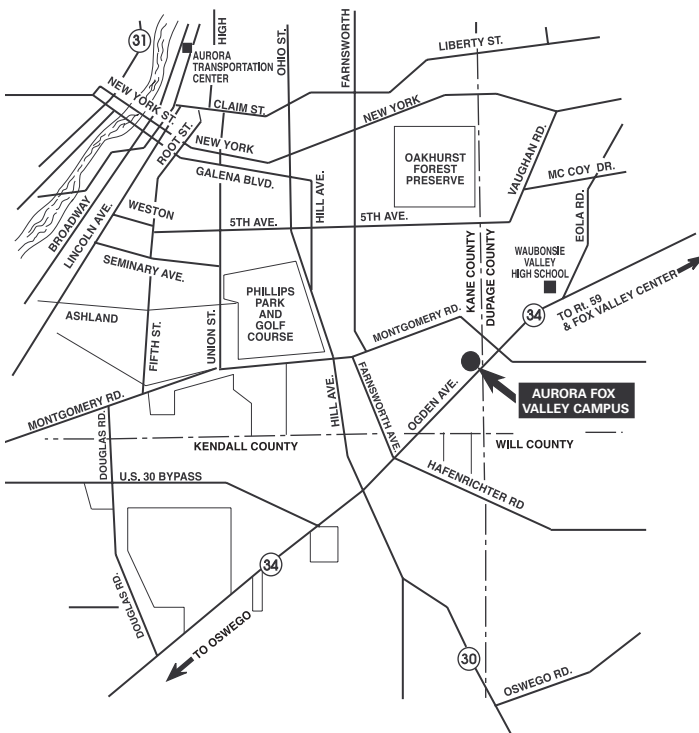 31
HIGH
OHIO ST.
FARNSWORTH
LIBERTY ST.
AURORA
TRANSPORTATION
CENTER
NEW YORK ST.
CLAIM ST.
NEW YORK
NEW YORK
ROOT ST.
GALENA BLVD.
HILL AVE.
OAKHURST
FOREST
PRESERVE
VAUGHAN RD.
MC COY DR.
EOLA RD.
WESTON
5TH AVE.
5TH AVE.
BROADWAY
LINCOLN AVE.
SEMINARY AVE.
KANE COUNTY
DUPAGE COUNTY
WAUBONSIE
VALLEY
HIGH SCHOOL
TO Rt. 59
& FOX VALLEY CENTER
34
PHILLIPS
PARK
AND
GOLF
COURSE
ASHLAND
FIFTH ST.
UNION ST.
MONTGOMERY RD.
MONTGOMERY RD.
AURORA FOX
VALLEY CAMPUS
OGDEN AVE.
FARNSWORTH AVE.
HILL AVE.
DOUGLAS RD.
KENDALL COUNTY
WILL COUNTY
U.S. 30 BYPASS
HAFENRICHTER RD
34
DOUGLAS RD.
TO OSWEGO
30
OSWEGO RD.